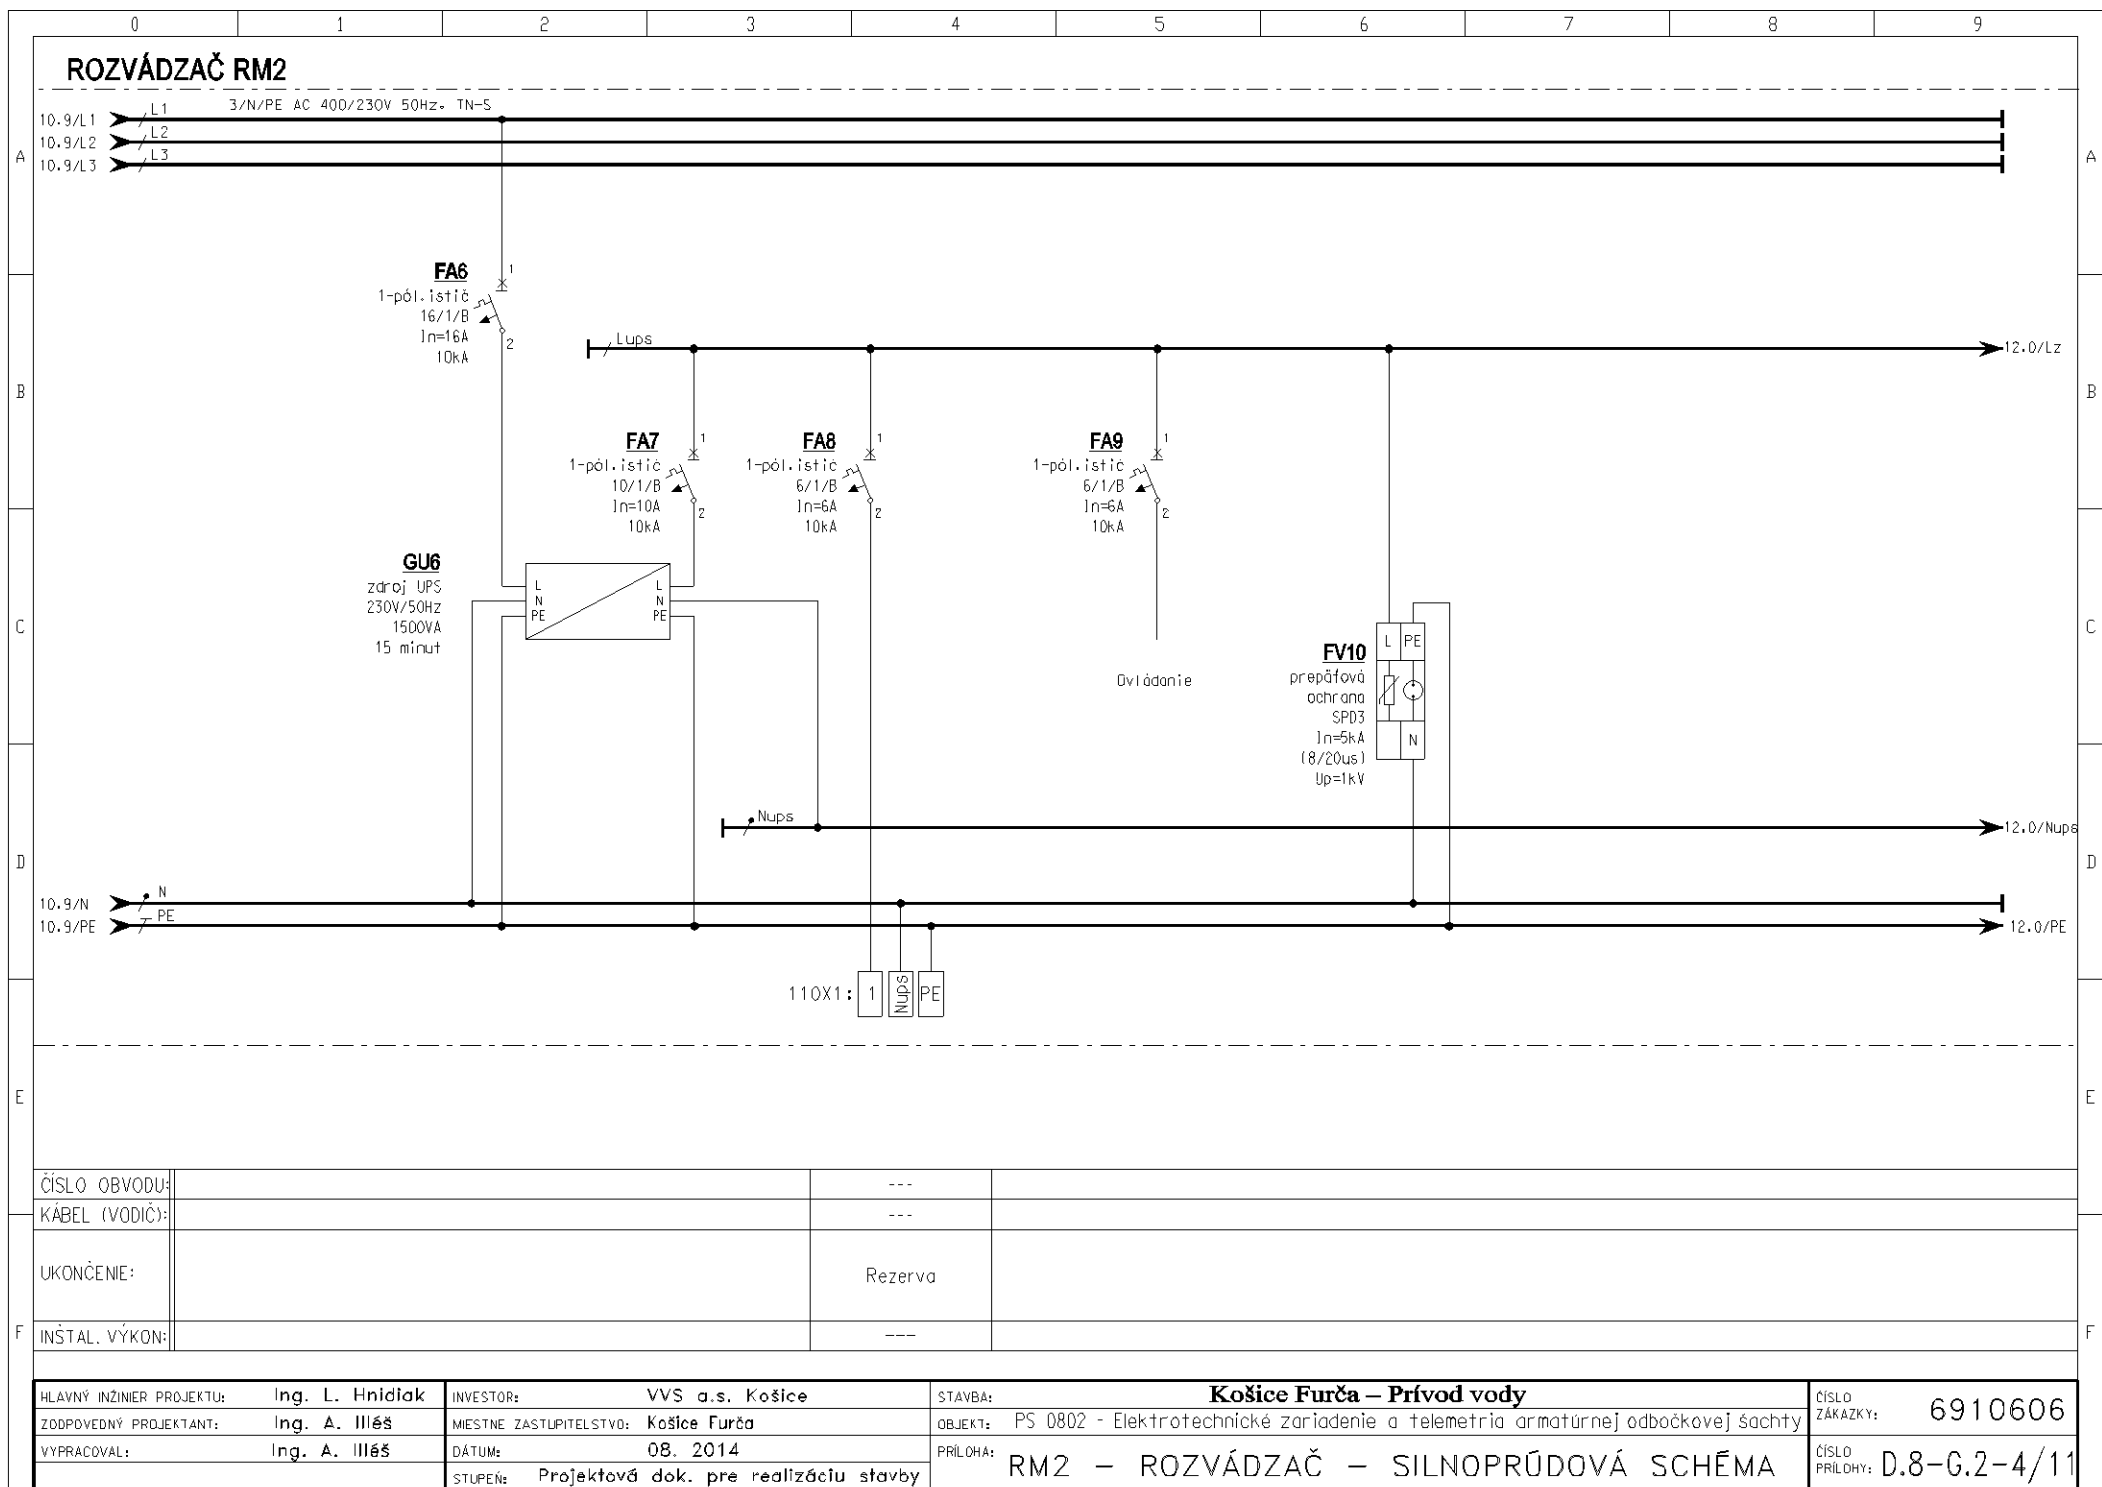 0 1 2 3 4 5 6 7 8 9
ROZVÁDZAČ RM2
3/N/PE AC 400/230V 50Hz. TN-S
10.9/L1 L1
10.9/L2 L2
10.9/L3 L3
A A
FA6
1-pól.istič
16/1/B
In=16A
10kA
1
2
Lups
12.0/Lz
B B
FA7
1-pól.istič
10/1/B
In=10A
10kA
1
2
FA8
1-pól.istič
6/1/B
In=6A
10kA
1
2
FA9
1-pól.istič
6/1/B
In=6A
10kA
1
2
GU6
zdroj UPS
230V/50Hz
1500VA
15 minut
L L
N N
PE PE
C C
Ovládanie
FV10
prepäťová
ochrana
SPD3
In=5kA
(8/20us)
Up=1kV
L PE
N
Nups
12.0/Nups
D D
10.9/N N
10.9/PE PE
12.0/PE
110X1: 1 Nups PE
E E
ČÍSLO OBVODU: ---
KÁBEL (VODIČ): ---
UKONČENIE: Rezerva
F F
INŠTAL. VÝKON: ---
HLAVNÝ INŽINIER PROJEKTU: Ing. L. Hnidiak
ZODPOVEDNÝ PROJEKTANT: Ing. A. Illéš
VYPRACOVAL: Ing. A. Illéš
INVESTOR: VVS a.s. Košice
MIESTNE ZASTUPITELSTVO: Košice Furča
DÁTUM: 08. 2014
STUPEŇ: Projektová dok. pre realizáciu stavby
STAVBA: Košice Furča – Prívod vody
OBJEKT: PS 0802 - Elektrotechnické zariadenie a telemetria armatúrnej odbočkovej šachty
PRÍLOHA: RM2 – ROZVÁDZAČ – SILNOPRÚDOVÁ SCHÉMA
ČÍSLO ZÁKAZKY: 6910606
ČÍSLO PRÍLOHY: D.8-G.2-4/11